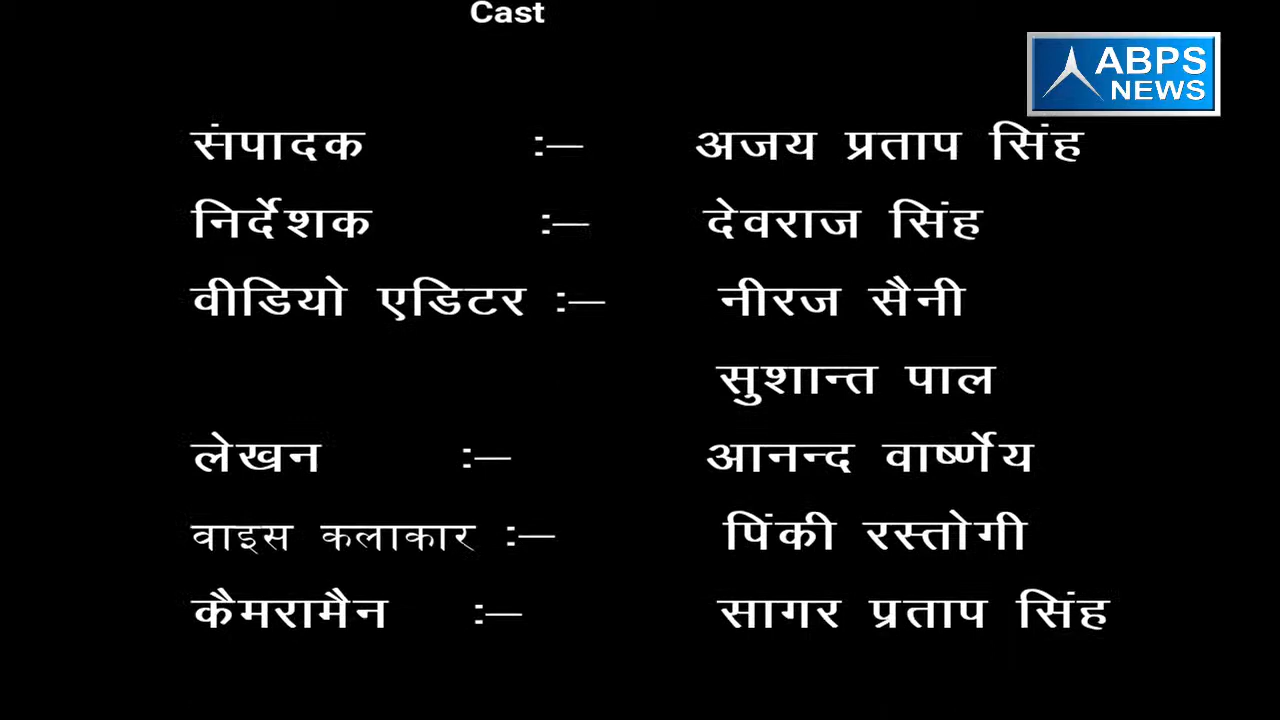 Cast
ABPS
NEWS
संपादक :— अजय प्रताप सिंह
निर्देशक :— देवराज सिंह
वीडियो एडिटर :— नीरज सैनी
सुशान्त पाल
लेखन :— आनन्द वार्ष्णेय
वाइस कलाकार :— पिंकी रस्तोगी
कैमरामैन :— सागर प्रताप सिंह